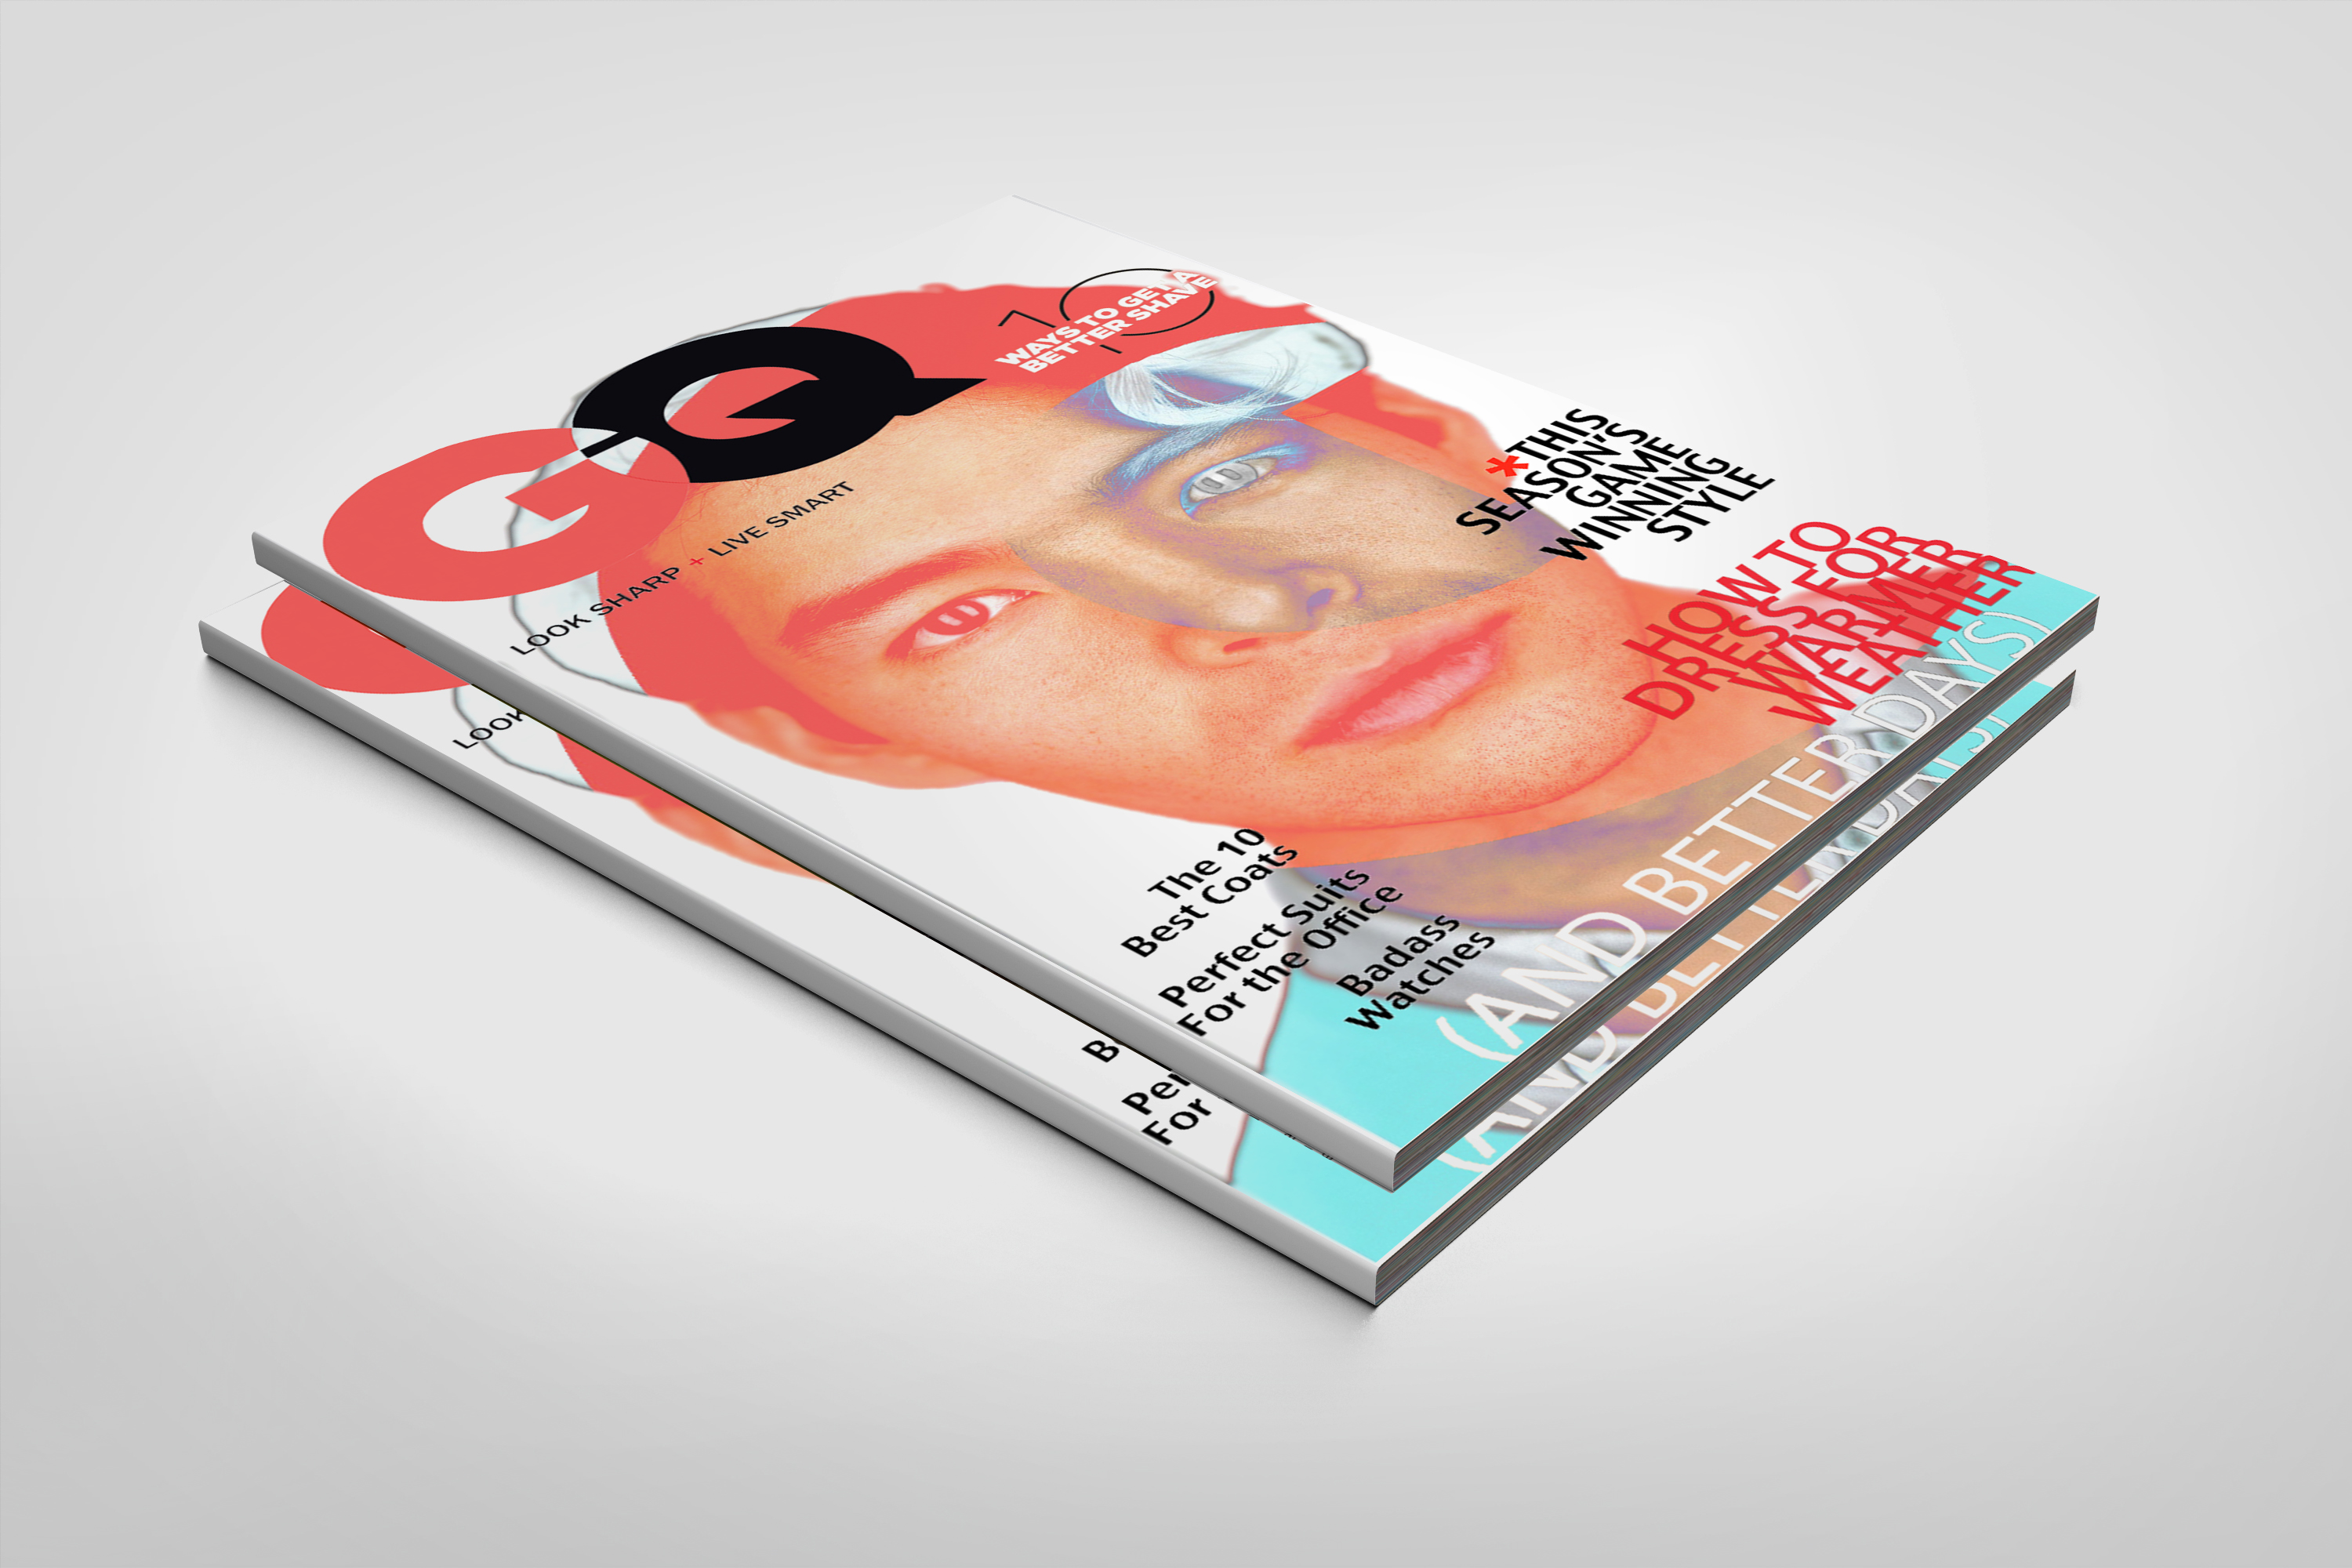 GQ
LOOK SHARP + LIVE SMART
10
WAYS TO GET A
BETTER SHAVE
*THIS
SEASON'S
GAME
WINNING
STYLE
HOW TO
DRESS FOR
WARMER
WEATHER
(AND BETTER DAYS)
The 10
Best Coats
Perfect Suits
For the Office
Badass
Watches
LOOK
For